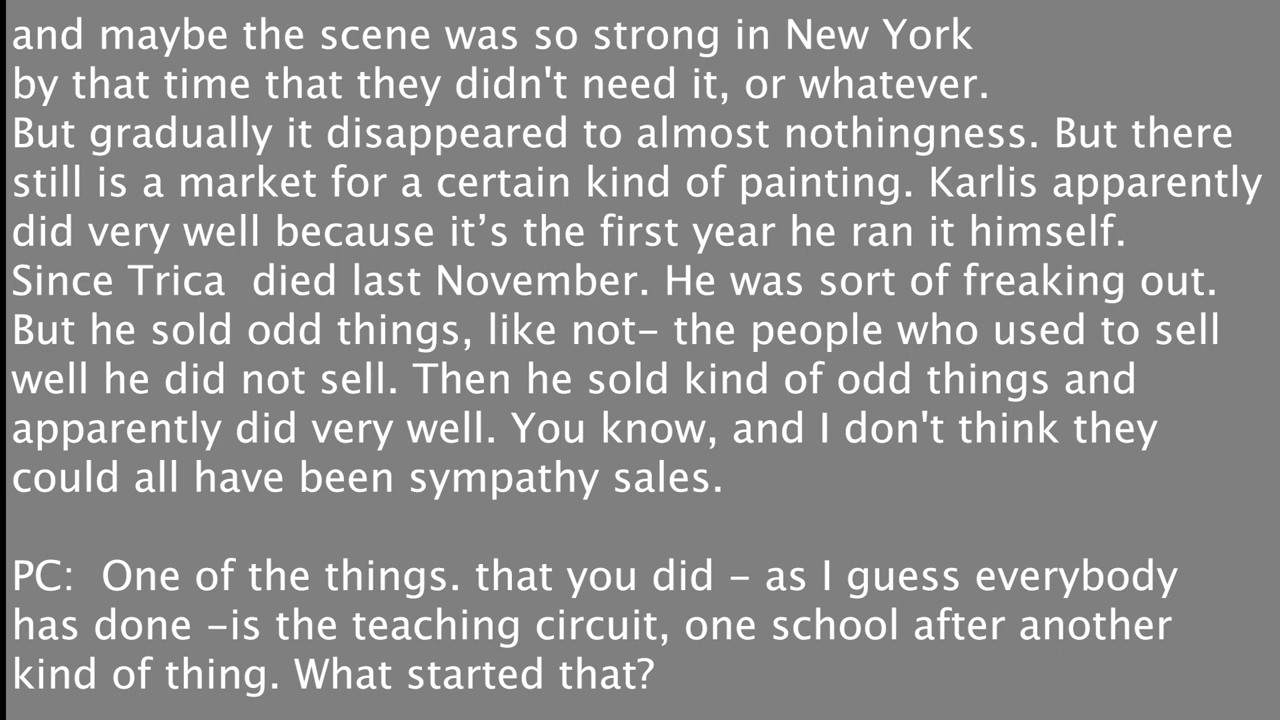 and maybe the scene was so strong in New York
by that time that they didn't need it, or whatever.
But gradually it disappeared to almost nothingness. But there
still is a market for a certain kind of painting. Karlis apparently
did very well because it’s the first year he ran it himself.
Since Trica  died last November. He was sort of freaking out.
But he sold odd things, like not– the people who used to sell
well he did not sell. Then he sold kind of odd things and
apparently did very well. You know, and I don't think they
could all have been sympathy sales.

PC:  One of the things. that you did – as I guess everybody
has done –is the teaching circuit, one school after another
kind of thing. What started that?